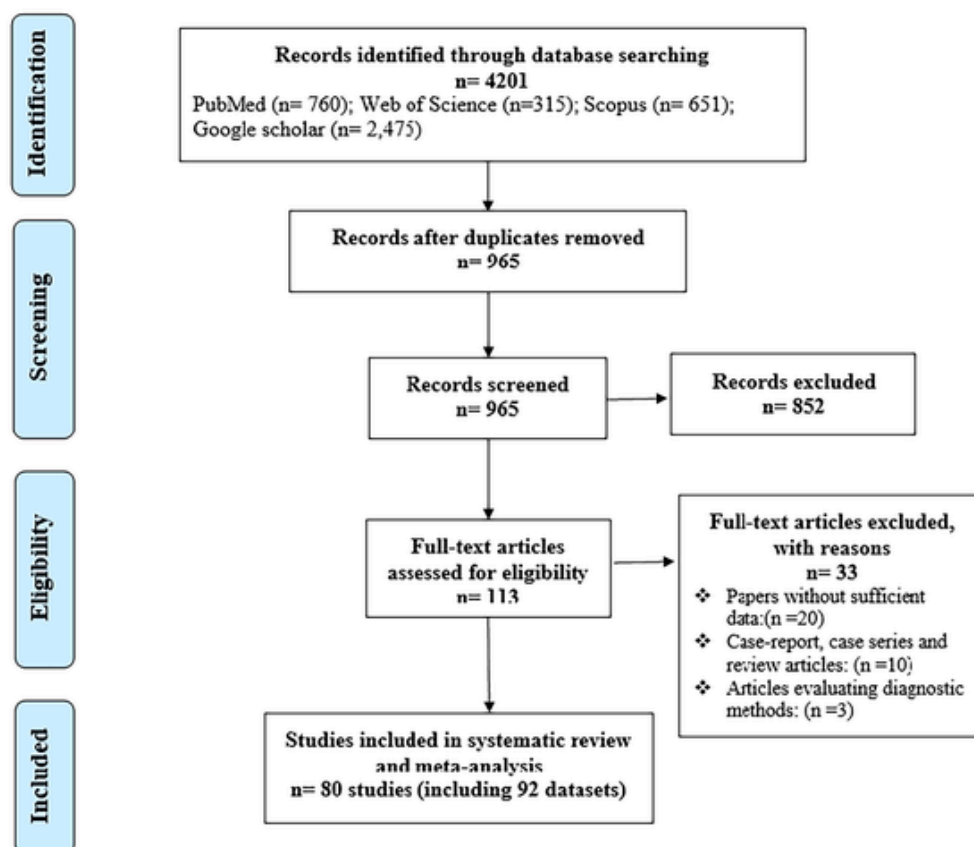 Identification
Records identified through database searching
n= 4201
PubMed (n= 760); Web of Science (n=315); Scopus (n= 651);
Google scholar (n= 2,475)
Screening
Records after duplicates removed
n= 965
Records screened
n= 965
Records excluded
n= 852
Eligibility
Full-text articles
assessed for eligibility
n= 113
Full-text articles excluded,
with reasons
n= 33
❖ Papers without sufficient
data:(n =20)
❖ Case-report, case series and
review articles: (n =10)
❖ Articles evaluating diagnostic
methods: (n =3)
Included
Studies included in systematic review
and meta-analysis
n= 80 studies (including 92 datasets)